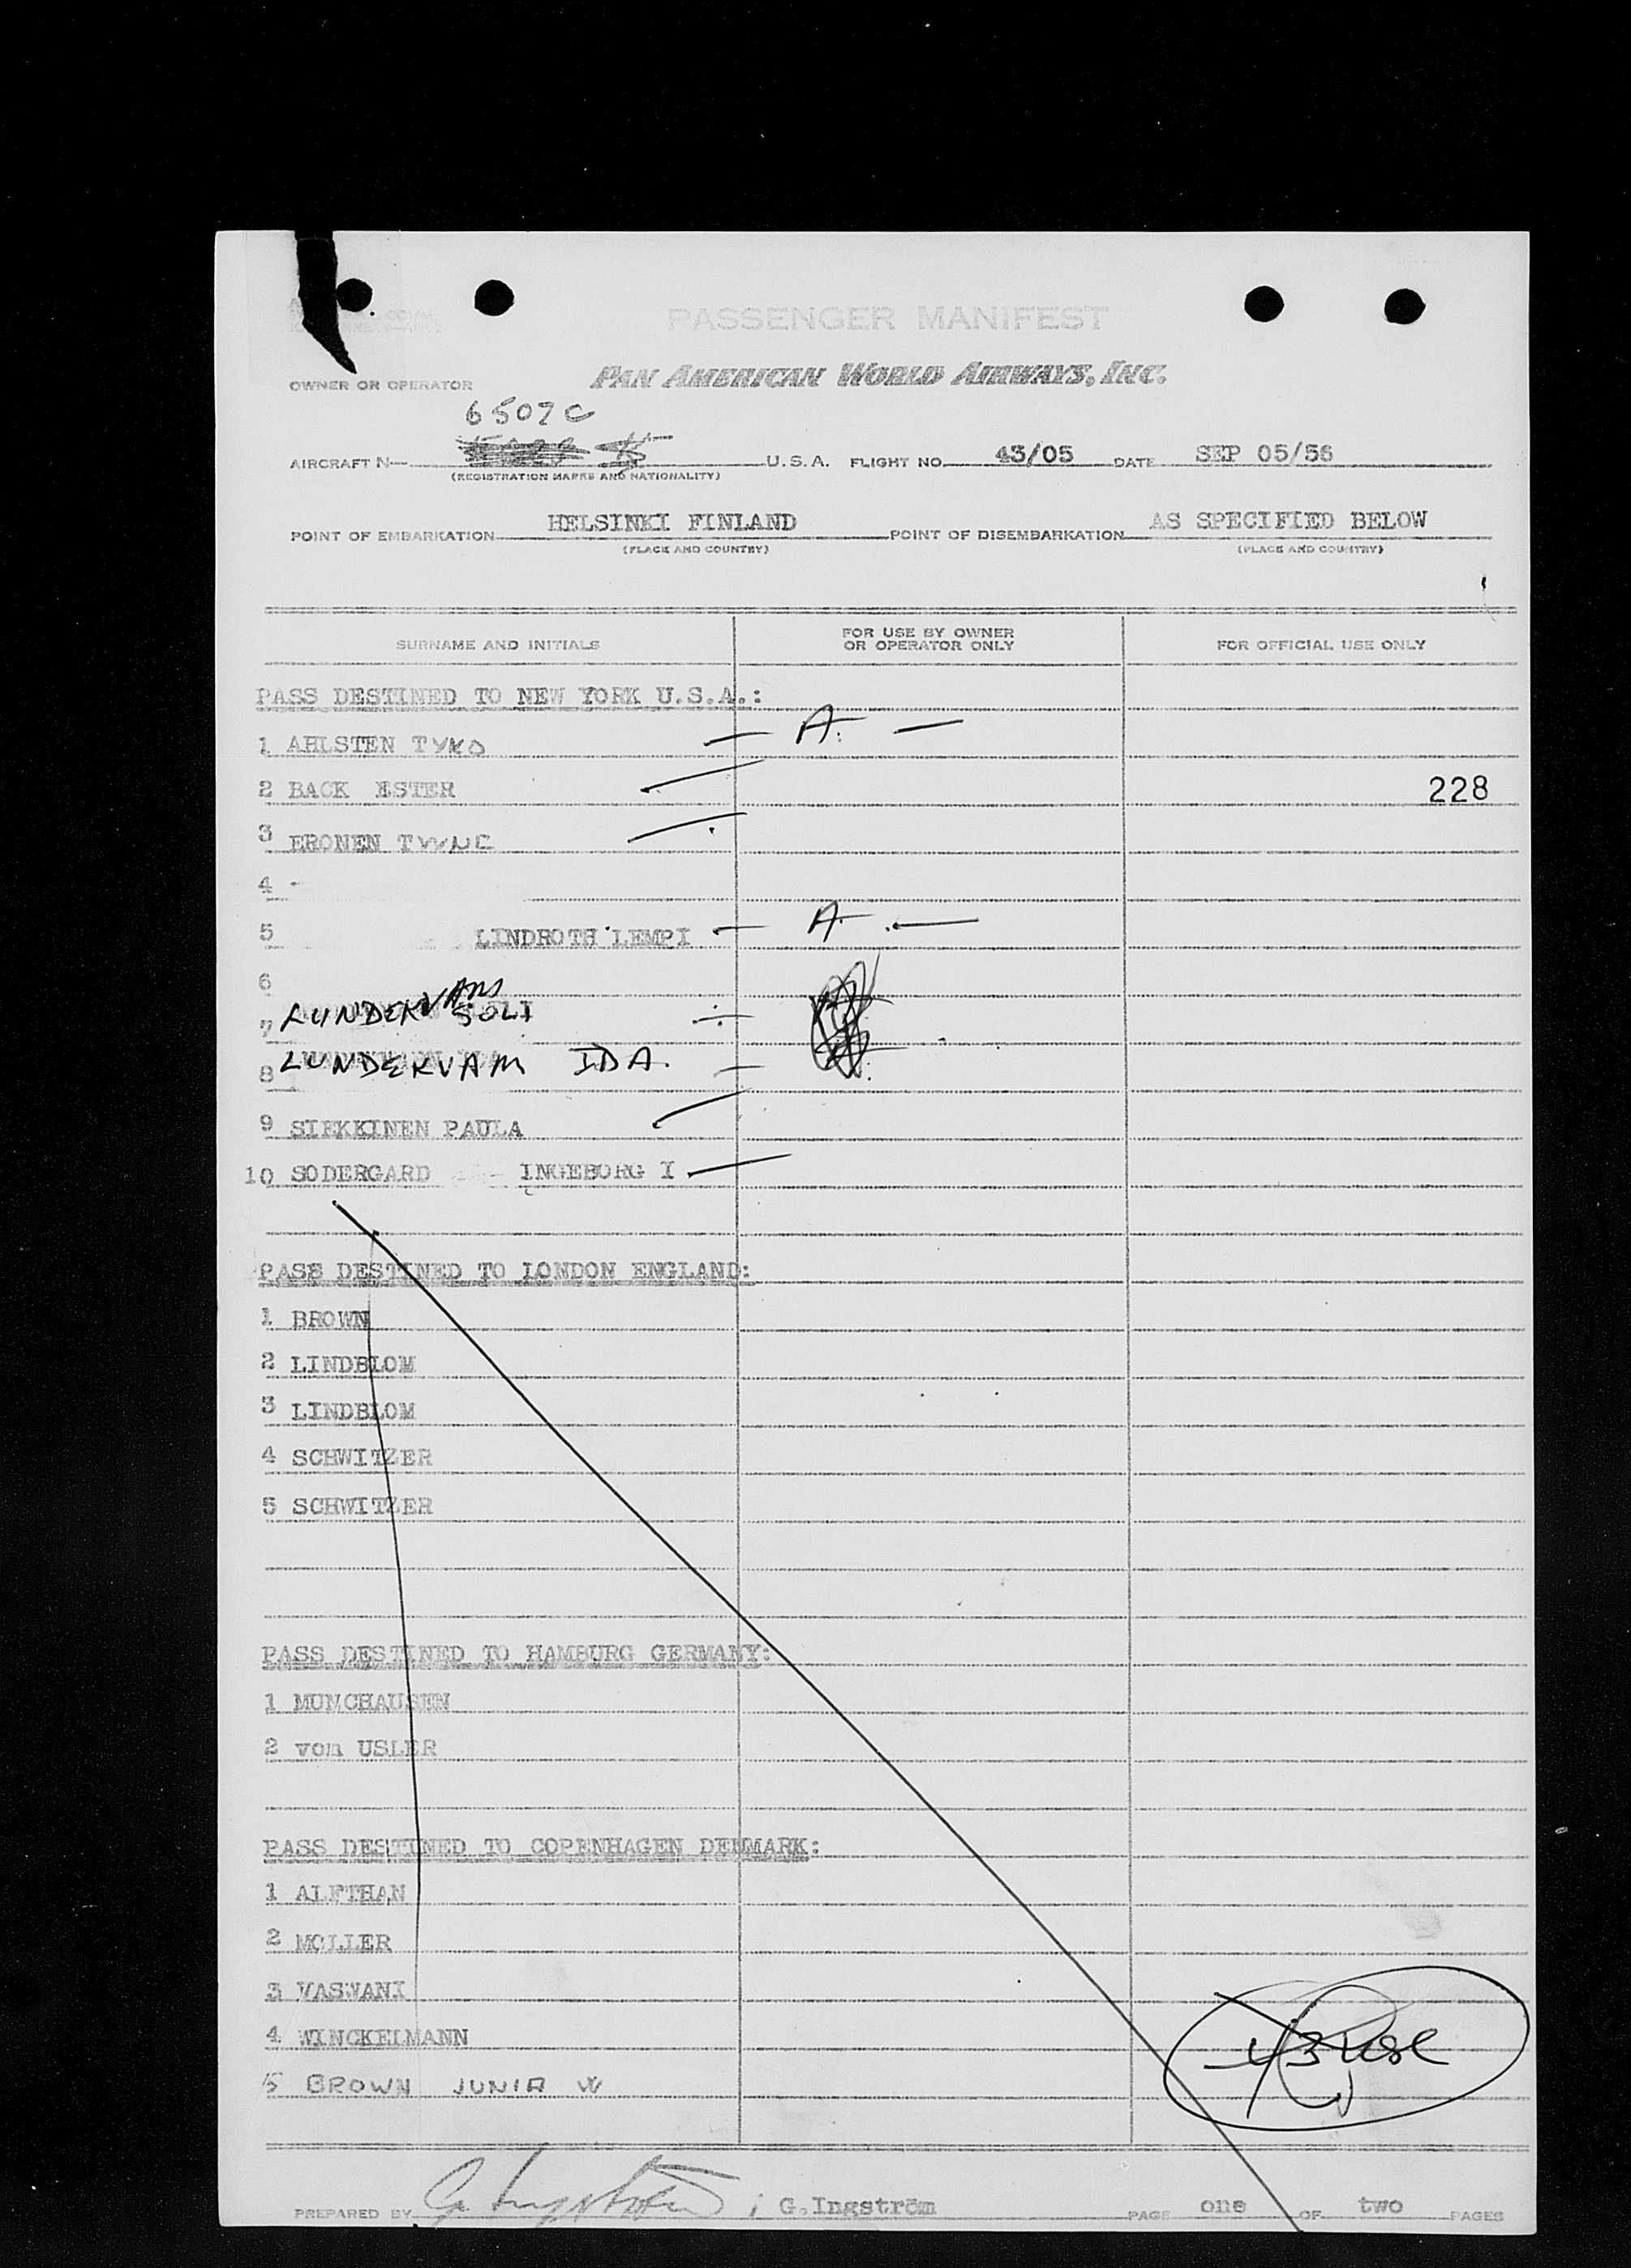 PASSENGER MANIFEST
OWNER OR OPERATOR PAN AMERICAN WORLD AIRWAYS, INC.
6507C
AIRCRAFT N— U.S.A. FLIGHT NO. 43/05 DATE SEP 05/56
(REGISTRATION MARKS AND NATIONALITY)
POINT OF EMBARKATION HELSINKI FINLAND POINT OF DISEMBARKATION AS SPECIFIED BELOW
(PLACE AND COUNTRY) (PLACE AND COUNTRY)
SURNAME AND INITIALS FOR USE BY OWNER OR OPERATOR ONLY FOR OFFICIAL USE ONLY
PASS DESTINED TO NEW YORK U.S.A.:
1 AHLSTEN TYKO — A. —
2 BACK ESTER 228
3 ERONEN TYYNE
4
5 LINDROTH LEMPI — A. —
6
7 LUNDERVAM SOLI
8 LUNDERVAM IDA.
9 SIEKKINEN PAULA
10 SODERGARD INGEBORG I
PASS DESTINED TO LONDON ENGLAND:
1 BROWN
2 LINDBLOM
3 LINDBLOM
4 SCHWITZER
5 SCHWITZER
PASS DESTINED TO HAMBURG GERMANY:
1 MUNCHAUSEN
2 von USLER
PASS DESTINED TO COPENHAGEN DENMARK:
1 ALFTHAN
2 MOLLER
3 VASWANI
4 WINCKELMANN
5 BROWN JUNIA W
PREPARED BY G. Ingström ; G.Ingström PAGE one OF two PAGES